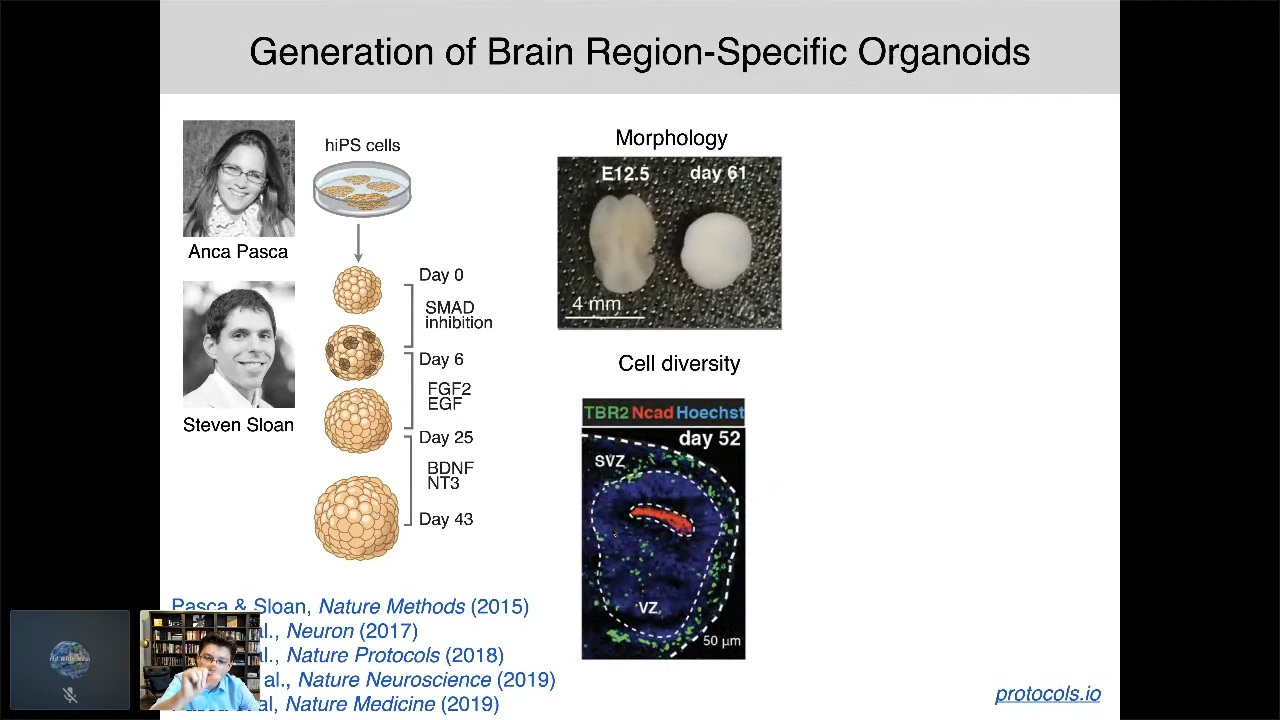 Generation of Brain Region-Specific Organoids
Anca Pasca
Steven Sloan
hiPS cells
Day 0
SMAD
inhibition
Day 6
FGF2
EGF
Day 25
BDNF
NT3
Day 43
Morphology
E12.5 day 61
4 mm
Cell diversity
TBR2 Ncad Hoechst
day 52
SVZ
VZ
50 µm
Pasca & Sloan, Nature Methods (2015)
al., Neuron (2017)
al., Nature Protocols (2018)
al., Nature Neuroscience (2019)
al, Nature Medicine (2019)
protocols.io